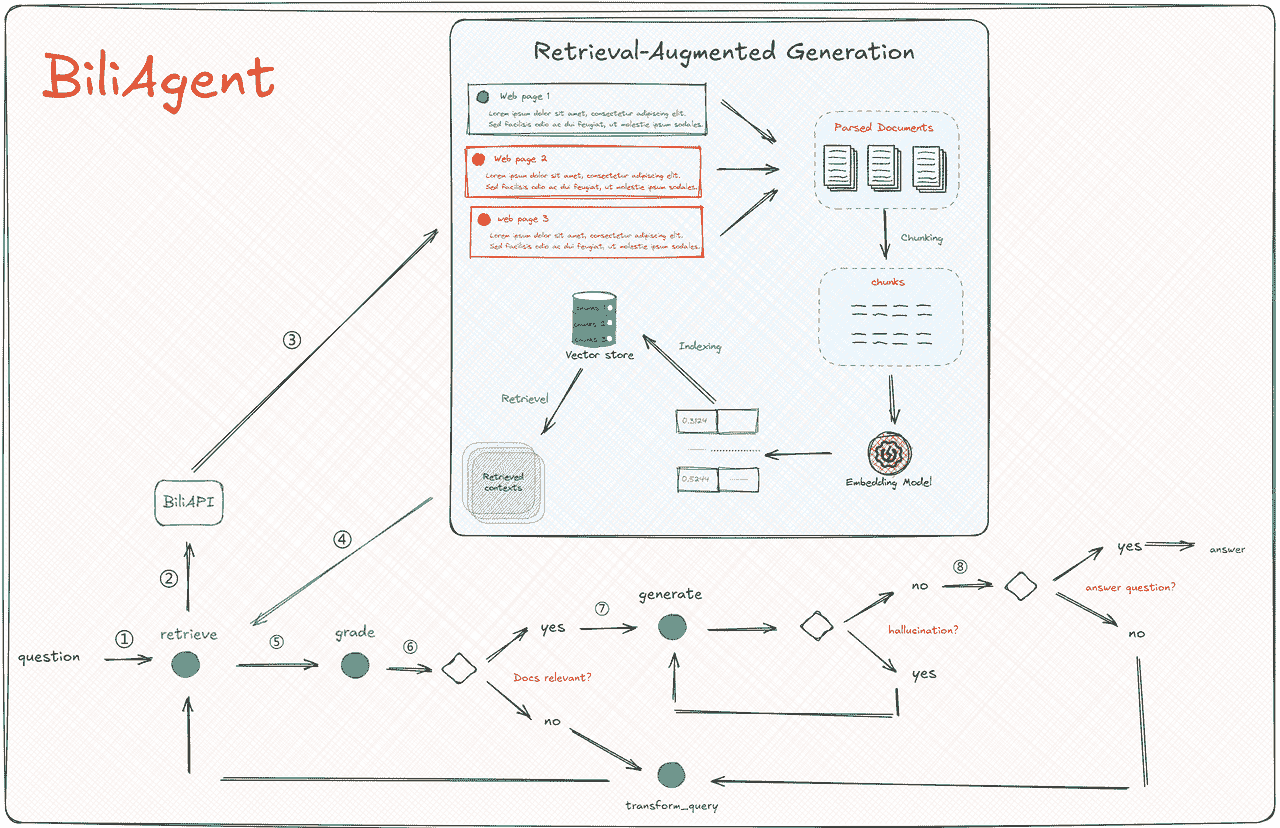 BiliAgent
Retrieval-Augmented Generation
Web page 1
Lorem ipsum dolor sit amet, consectetur adipiscing elit.
Sed facilisis odio ac dui feugiat, ut molestie ipsum sodales.
Web page 2
Lorem ipsum dolor sit amet, consectetur adipiscing elit.
Sed facilisis odio ac dui feugiat, ut molestie ipsum sodales.
web page 3
Lorem ipsum dolor sit amet, consectetur adipiscing elit.
Sed facilisis odio ac dui feugiat, ut molestie ipsum sodales.
Parsed Documents
Chunking
chunks
Embedding Model
0.3124
0.5244
Indexing
chunks 1
chunks 2
chunks 3
Vector store
Retrievel
Retrieved
contexts
③
BiliAPI
④
②
①
question
retrieve
⑤
grade
⑥
Docs relevant?
yes
no
⑦
generate
hallucination?
no
yes
⑧
answer question?
yes
answer
no
transform_query